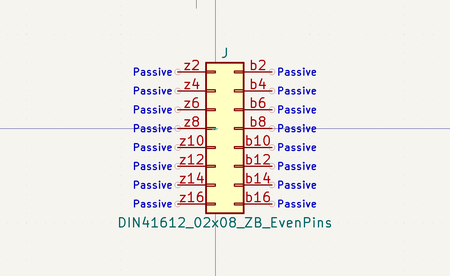 J
Passive z2 b2 Passive
Passive z4 b4 Passive
Passive z6 b6 Passive
Passive z8 b8 Passive
Passive z10 b10 Passive
Passive z12 b12 Passive
Passive z14 b14 Passive
Passive z16 b16 Passive
DIN41612_02x08_ZB_EvenPins